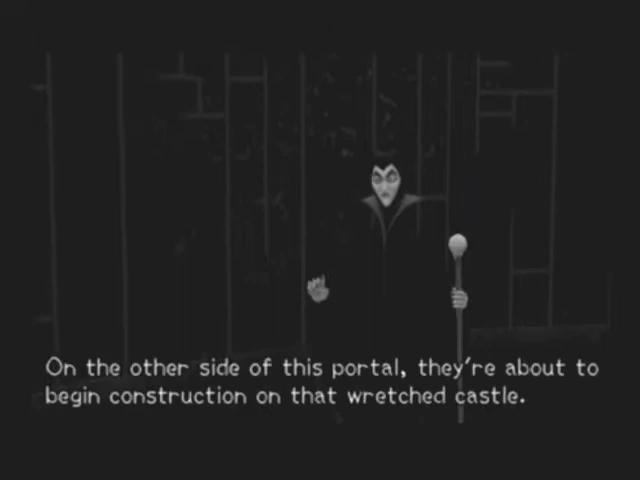 On the other side of this portal, they're about to
begin construction on that wretched castle.